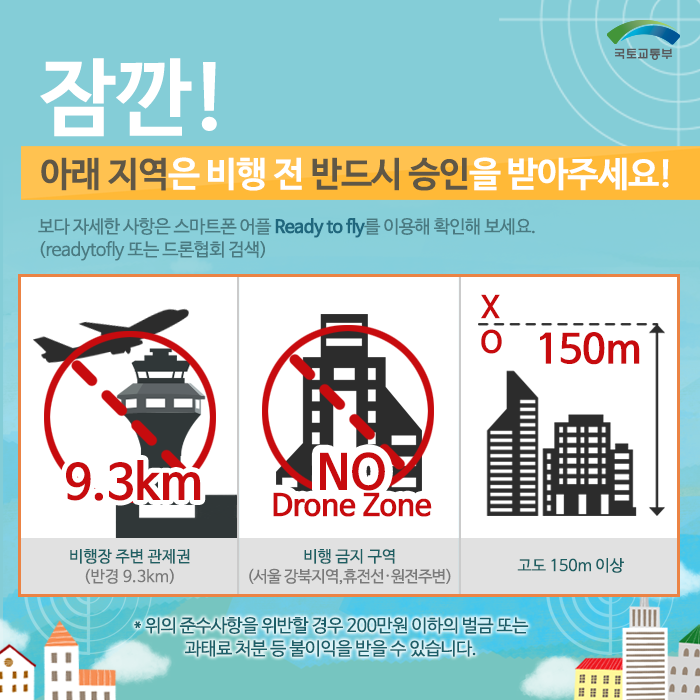 국토교통부
잠깐!
아래 지역은 비행 전 반드시 승인을 받아주세요!
보다 자세한 사항은 스마트폰 어플 Ready to fly를 이용해 확인해 보세요.
(readytofly 또는 드론협회 검색)
9.3km
비행장 주변 관제권
(반경 9.3km)
NO
Drone Zone
비행 금지 구역
(서울 강북지역,휴전선·원전주변)
X
O
150m
고도 150m 이상
* 위의 준수사항을 위반할 경우 200만원 이하의 벌금 또는
과태료 처분 등 불이익을 받을 수 있습니다.